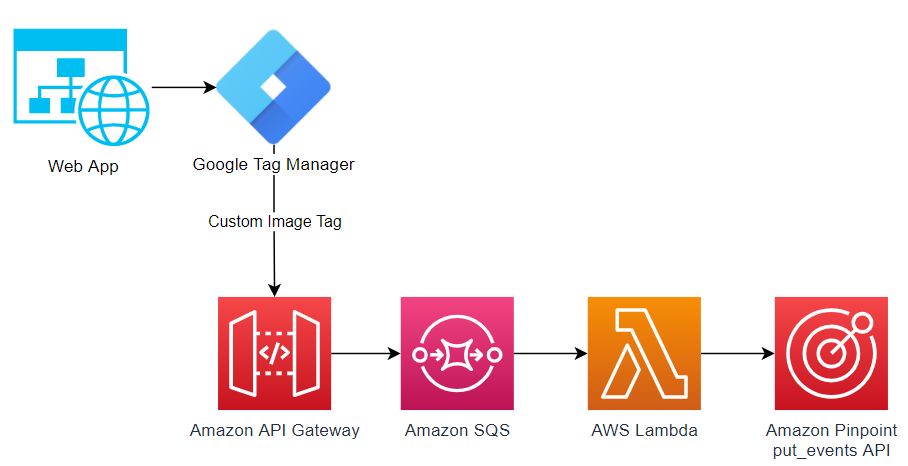 Web App
Google Tag Manager
Custom Image Tag
</>
Amazon API Gateway
Amazon SQS
AWS Lambda
Amazon Pinpoint
put_events API